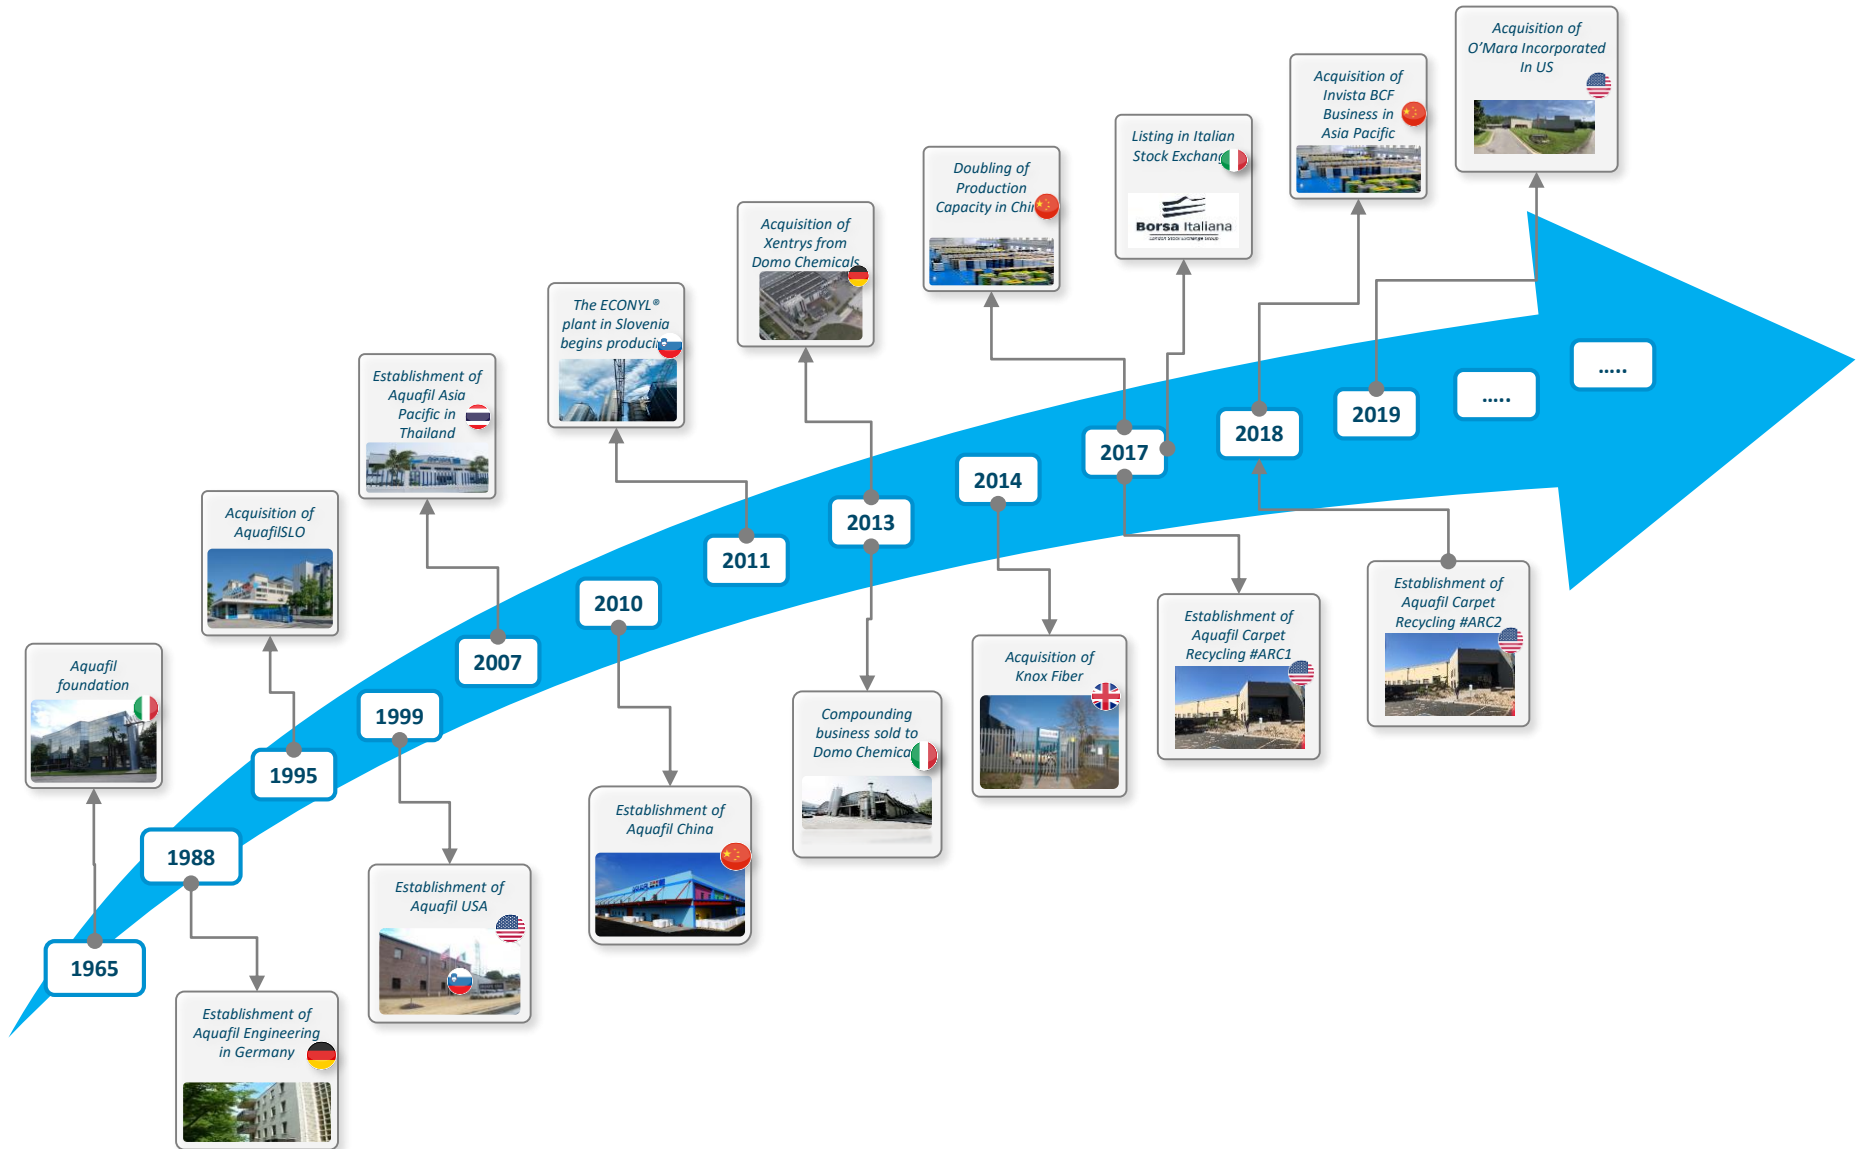 Acquisition of
O’Mara Incorporated
In US
Acquisition of
Invista BCF
Business in
Asia Pacific
Listing in Italian
Stock
Borsa Italiana
London Stock Exchange Group
Doubling of
Production
Capacity in
Acquisition of
Xentrys from
Domo Chemicals
The ECONYL®
plant in Slovenia
begins
Establishment of
Aquafil Asia
Pacific in
Thailand
Acquisition of
AquafilSLO
Aquafil
foundation
1965
1988
1995
1999
2007
2010
2011
2013
2014
2017
2018
2019
.....
.....
Establishment of
Aquafil Engineering
in Germany
Establishment of
Aquafil USA
Establishment of
Aquafil China
Compounding
business sold to
Domo
Acquisition of
Knox Fiber
Establishment of
Aquafil Carpet
Recycling #ARC1
Establishment of
Aquafil Carpet
Recycling #ARC2